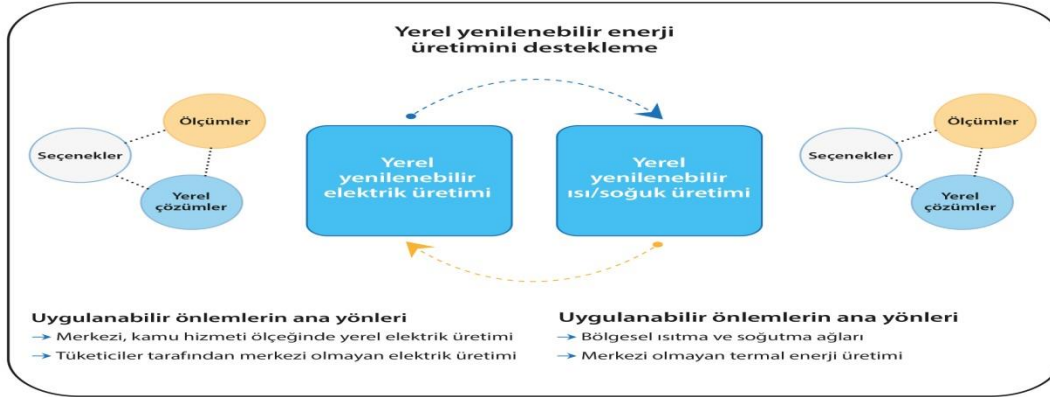 Yerel yenilenebilir enerji
üretimini destekleme
Ölçümler
Seçenekler
Yerel
çözümler
Yerel
yenilenebilir
elektrik üretimi
Yerel
yenilenebilir
ısı/soğuk üretimi
Ölçümler
Seçenekler
Yerel
çözümler
Uygulanabilir önlemlerin ana yönleri
→ Merkezi, kamu hizmeti ölçeğinde yerel elektrik üretimi
→ Tüketiciler tarafından merkezi olmayan elektrik üretimi
Uygulanabilir önlemlerin ana yönleri
→ Bölgesel ısıtma ve soğutma ağları
→ Merkezi olmayan termal enerji üretimi